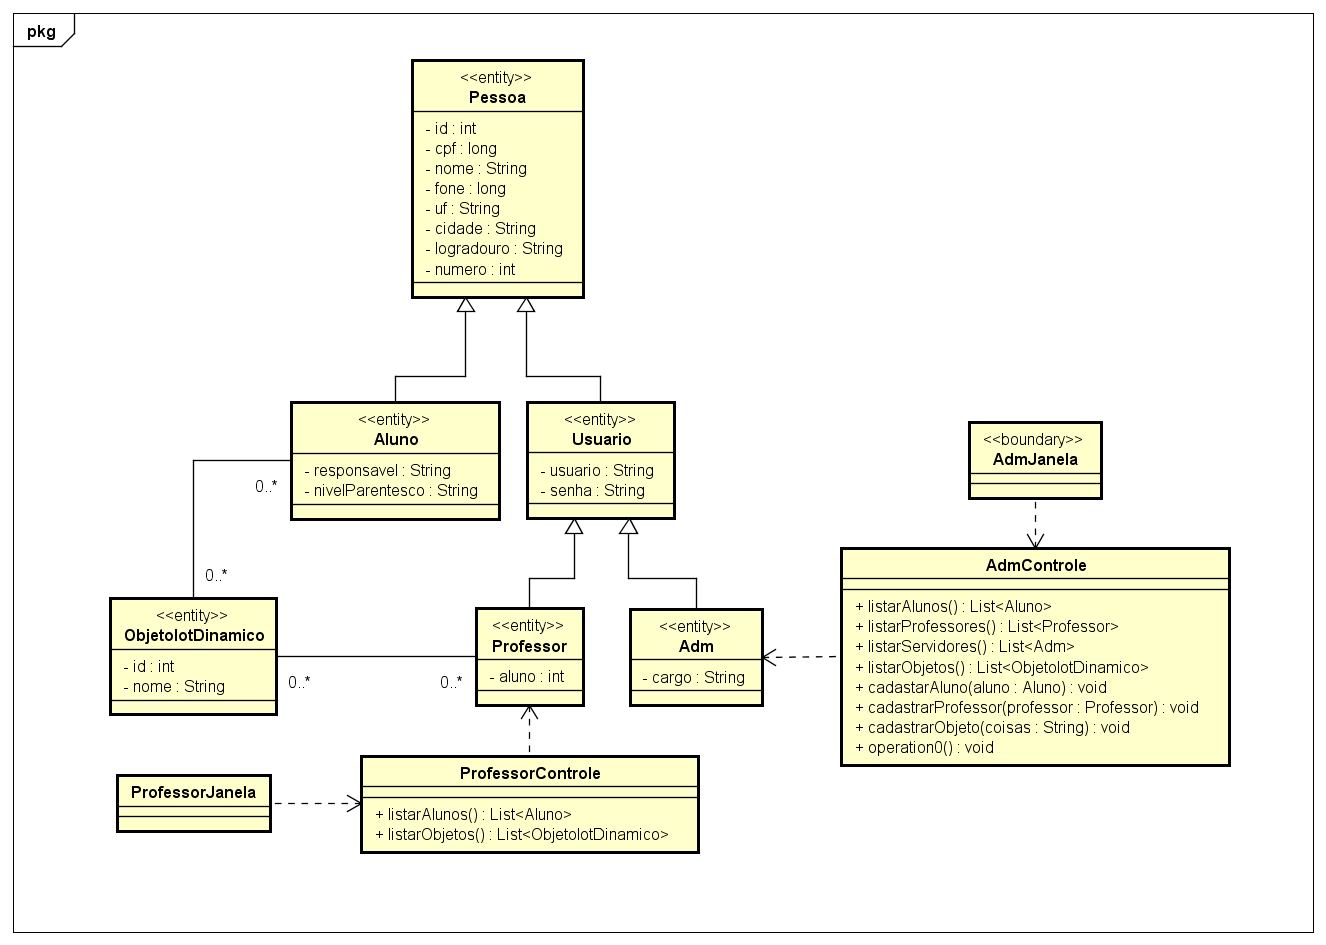 pkg
<<entity>>
Pessoa
- id : int
- cpf : long
- nome : String
- fone : long
- uf : String
- cidade : String
- logradouro : String
- numero : int
<<entity>>
Aluno
- responsavel : String
- nivelParentesco : String
<<entity>>
Usuario
- usuario : String
- senha : String
<<boundary>>
AdmJanela
0..*
0..*
AdmControle
+ listarAlunos() : List<Aluno>
+ listarProfessores() : List<Professor>
+ listarServidores() : List<Adm>
+ listarObjetos() : List<ObjetoIotDinamico>
+ cadastarAluno(aluno : Aluno) : void
+ cadastrarProfessor(professor : Professor) : void
+ cadastrarObjeto(coisas : String) : void
+ operation0() : void
<<entity>>
ObjetoIotDinamico
- id : int
- nome : String
0..*
0..*
<<entity>>
Professor
- aluno : int
<<entity>>
Adm
- cargo : String
ProfessorJanela
ProfessorControle
+ listarAlunos() : List<Aluno>
+ listarObjetos() : List<ObjetoIotDinamico>